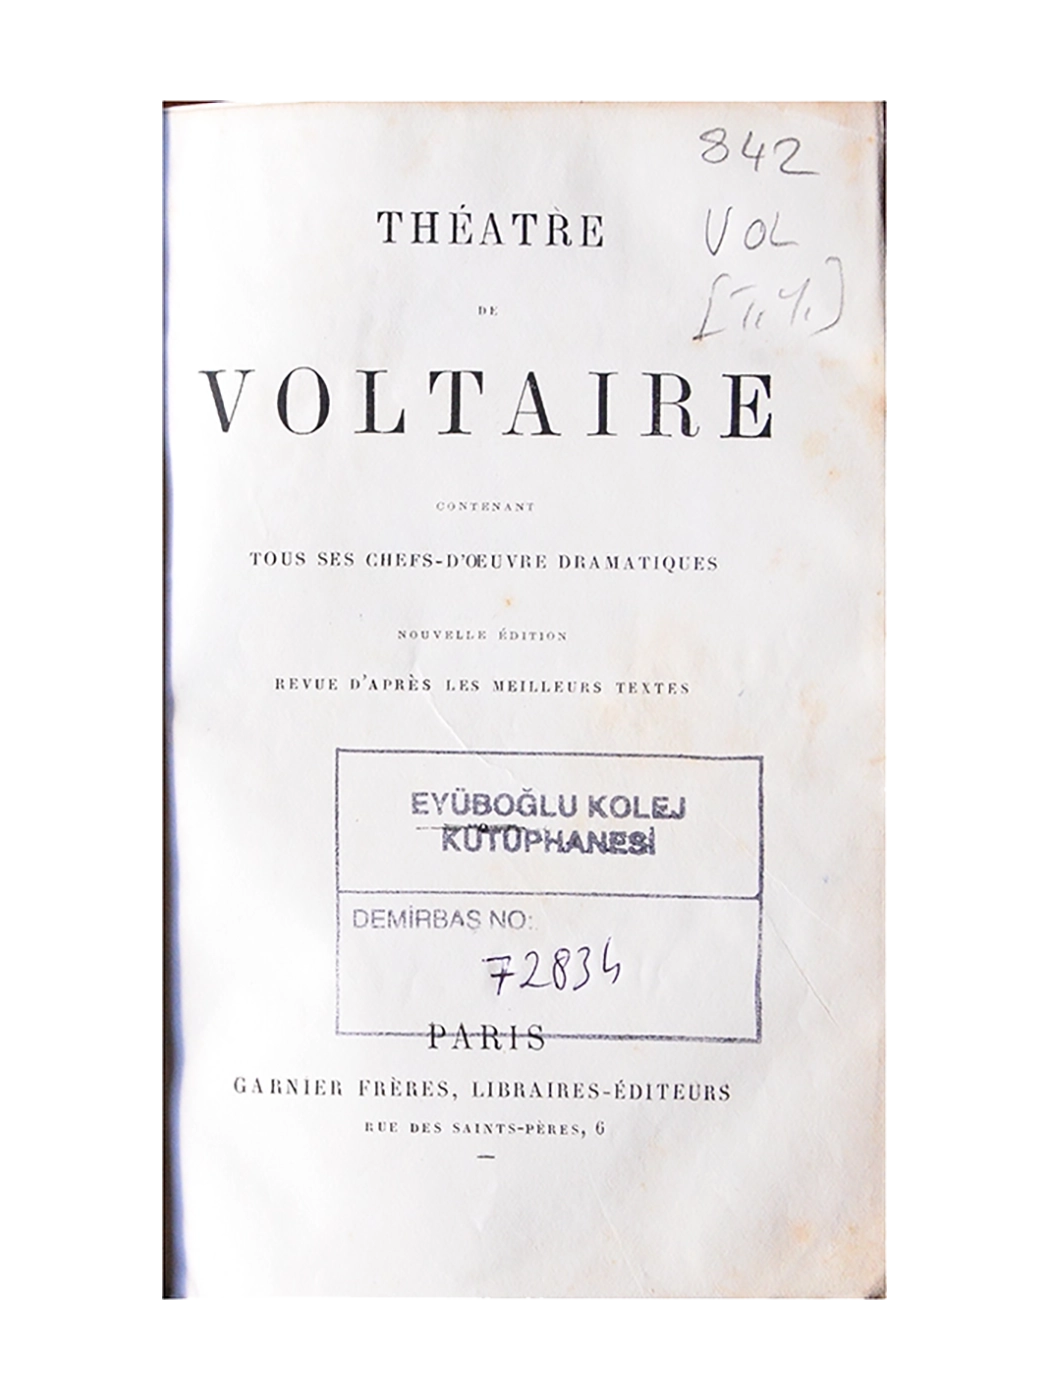 842
VOL
THÉATRE
DE
VOLTAIRE
CONTENANT
TOUS SES CHEFS-D'ŒUVRE DRAMATIQUES
NOUVELLE ÉDITION
REVUE D'APRÈS LES MEILLEURS TEXTES
EYÜBOĞLU KOLEJ
KÜTÜPHANESİ
DEMİRBAŞ NO:
72834
PARIS
GARNIER FRÈRES, LIBRAIRES-ÉDITEURS
RUE DES SAINTS-PÈRES, 6